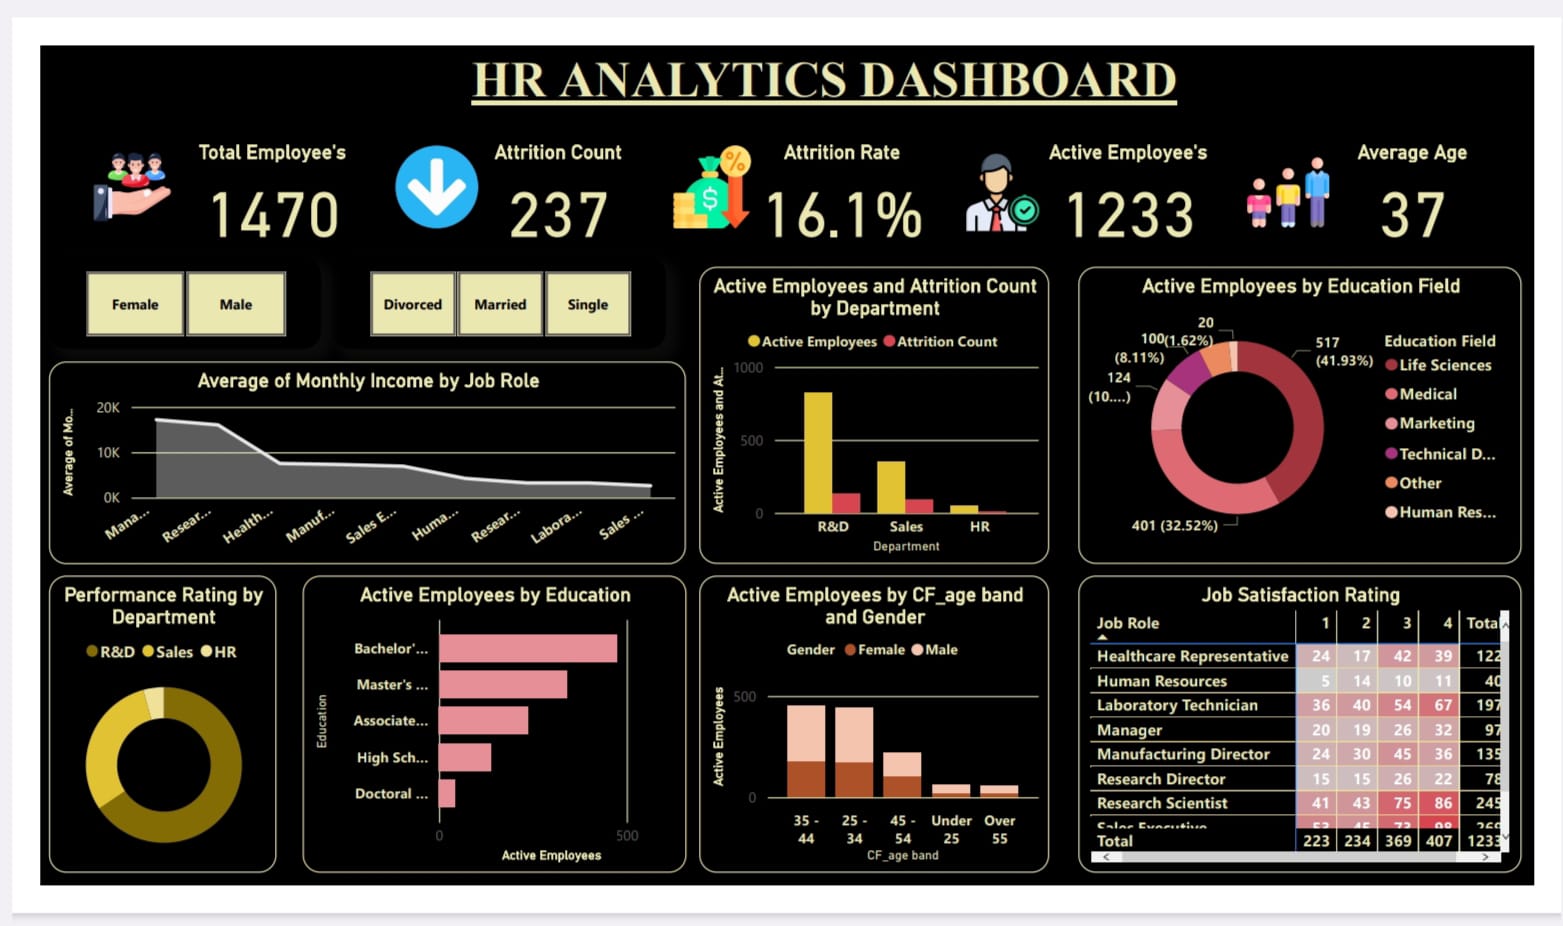 HR ANALYTICS DASHBOARD
Total Employee's
1470
Attrition Count
237
Attrition Rate
16.1%
Active Employee's
1233
Average Age
37
Female Male
Divorced Married Single
Average of Monthly Income by Job Role
Average of Mo...
20K
10K
0K
Mana... Resear... Health... Manuf... Sales E... Huma... Resear... Labora... Sales ...
Active Employees and Attrition Count
by Department
Active Employees Attrition Count
Active Employees and At...
1000
500
0
R&D Sales HR
Department
Active Employees by Education Field
20
(1.62%)
100
(8.11%)
124
(10....)
517
(41.93%)
401 (32.52%)
Education Field
Life Sciences
Medical
Marketing
Technical D...
Other
Human Res...
Performance Rating by
Department
R&D Sales HR
Active Employees by Education
Education
Bachelor'...
Master's ...
Associate...
High Sch...
Doctoral ...
0 500
Active Employees
Active Employees by CF_age band
and Gender
Gender Female Male
Active Employees
500
0
35 -
44
25 -
34
45 -
54
Under
25
Over
55
CF_age band
Job Satisfaction Rating
Job Role 1 2 3 4 Total
Healthcare Representative 24 17 42 39 122
Human Resources 5 14 10 11 40
Laboratory Technician 36 40 54 67 197
Manager 20 19 26 32 97
Manufacturing Director 24 30 45 36 135
Research Director 15 15 26 22 78
Research Scientist 41 43 75 86 245
Sales Executive 53 45 73 98 269
Total 223 234 369 407 1233